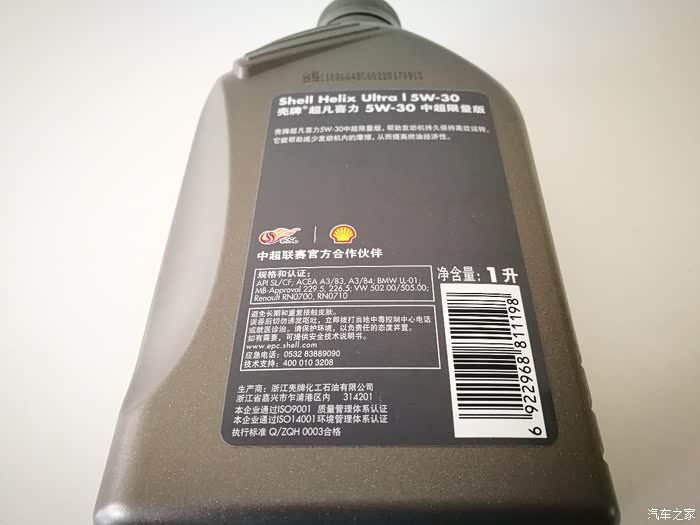 Shell Helix Ultra l 5W-30
壳牌®超凡喜力 5W-30 中超限量版
壳牌超凡喜力5W-30中超限量版,帮助发动机持久保持高效运转。
它能帮助减少发动机内的摩擦,从而提高燃油经济性。
中超联赛官方合作伙伴
规格和认证:
API SL/CF; ACEA A3/B3, A3/B4; BMW LL-01;
MB-Approval 229.5, 226.5; VW 502.00/505.00;
Renault RN0700, RN0710
净含量: 1 升
避免长期和重复接触皮肤。
误吞后切勿诱发呕吐,立即拨打当地中毒控制中心电话
或就医诊治。请保护环境,以负责任的态度弃置。
如有需要,可提供安全技术说明书。
www.epc.shell.com
应急电话: 0532 83889090
技术支持: 400 010 3208
6 922968 811198
生产商: 浙江壳牌化工石油有限公司
浙江省嘉兴市乍浦港区内 314201
本企业通过ISO9001 质量管理体系认证
本企业通过ISO14001环境管理体系认证
执行标准 Q/ZQH 0003合格
汽车之家